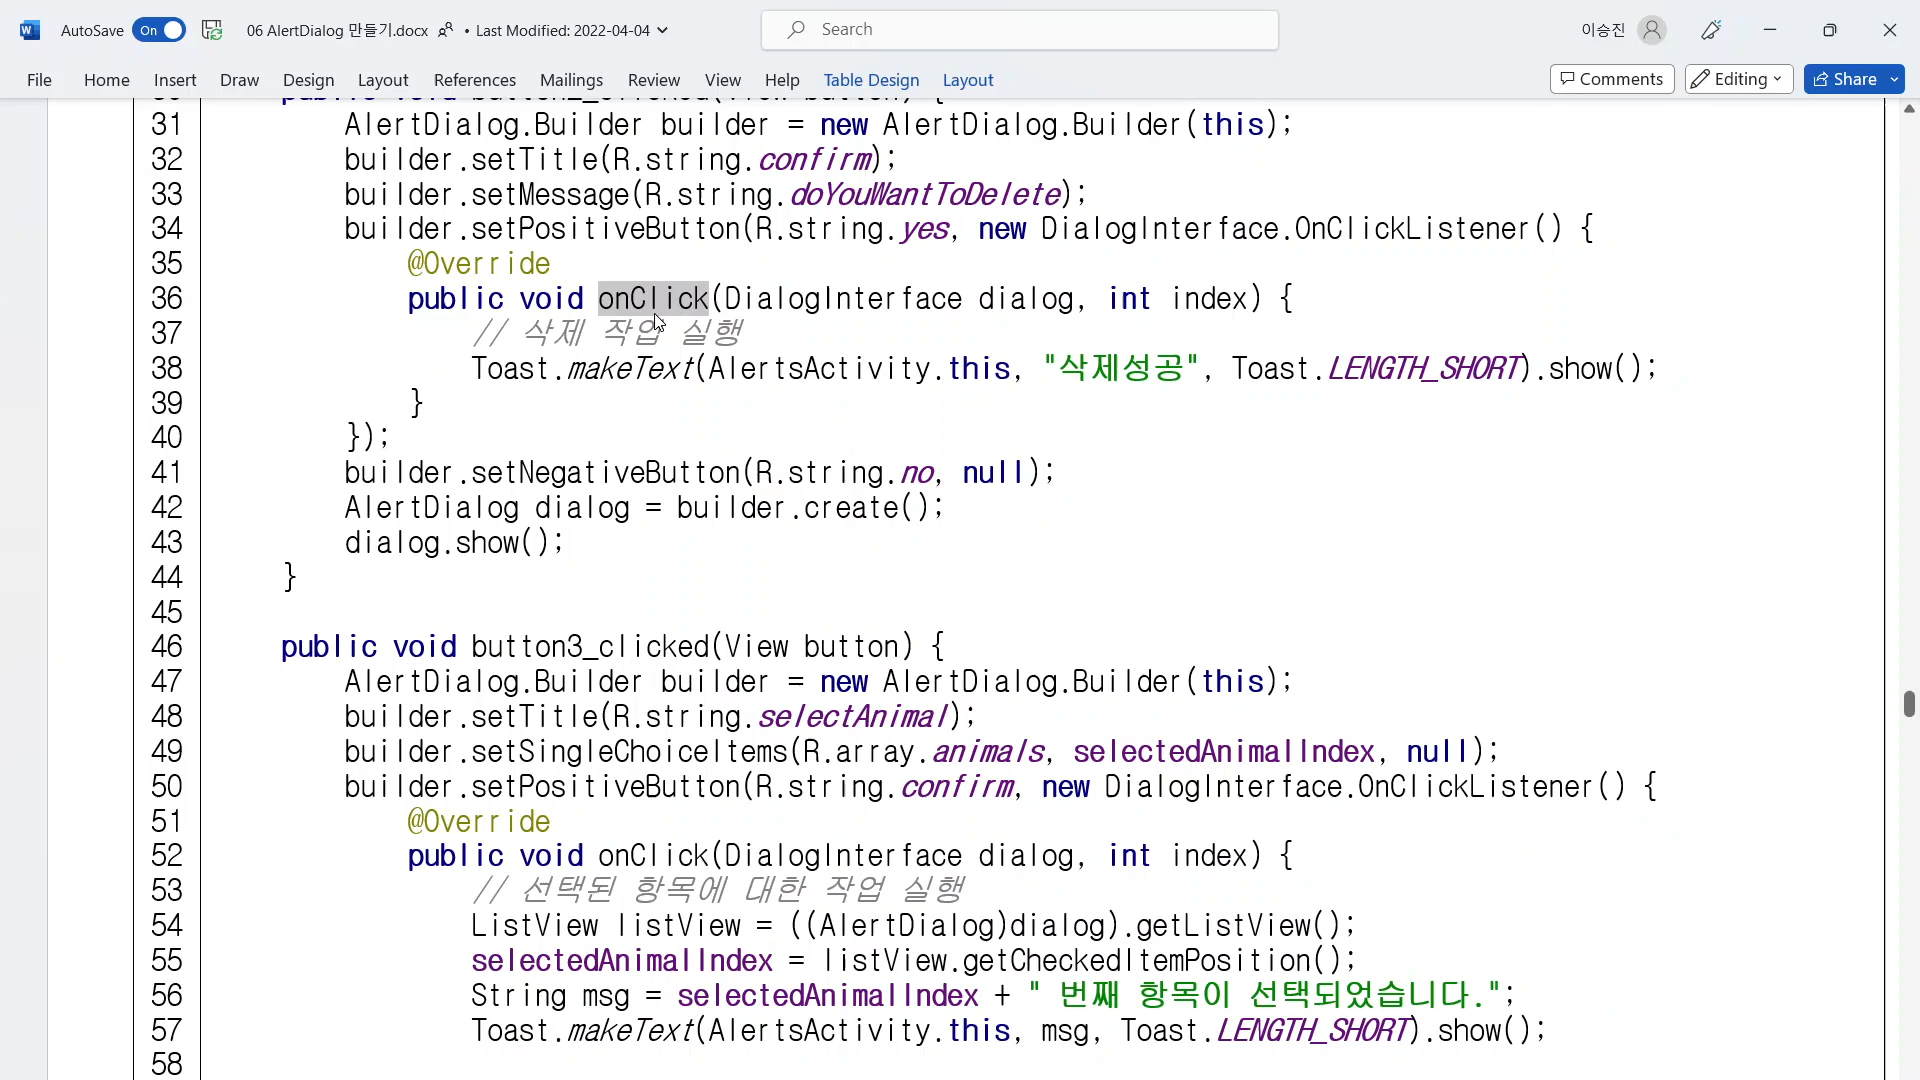 AutoSave On 06 AlertDialog 만들기.docx • Last Modified: 2022-04-04 Search 이승진
File Home Insert Draw Design Layout References Mailings Review View Help Table Design Layout Comments Editing Share
30 public void button2_clicked(View button) {
31 AlertDialog.Builder builder = new AlertDialog.Builder(this);
32 builder.setTitle(R.string.confirm);
33 builder.setMessage(R.string.doYouWantToDelete);
34 builder.setPositiveButton(R.string.yes, new DialogInterface.OnClickListener() {
35 @Override
36 public void onClick(DialogInterface dialog, int index) {
37 // 삭제 작업 실행
38 Toast.makeText(AlertsActivity.this, "삭제성공", Toast.LENGTH_SHORT).show();
39 }
40 });
41 builder.setNegativeButton(R.string.no, null);
42 AlertDialog dialog = builder.create();
43 dialog.show();
44 }
45
46 public void button3_clicked(View button) {
47 AlertDialog.Builder builder = new AlertDialog.Builder(this);
48 builder.setTitle(R.string.selectAnimal);
49 builder.setSingleChoiceItems(R.array.animals, selectedAnimalIndex, null);
50 builder.setPositiveButton(R.string.confirm, new DialogInterface.OnClickListener() {
51 @Override
52 public void onClick(DialogInterface dialog, int index) {
53 // 선택된 항목에 대한 작업 실행
54 ListView listView = ((AlertDialog)dialog).getListView();
55 selectedAnimalIndex = listView.getCheckedItemPosition();
56 String msg = selectedAnimalIndex + " 번째 항목이 선택되었습니다.";
57 Toast.makeText(AlertsActivity.this, msg, Toast.LENGTH_SHORT).show();
58